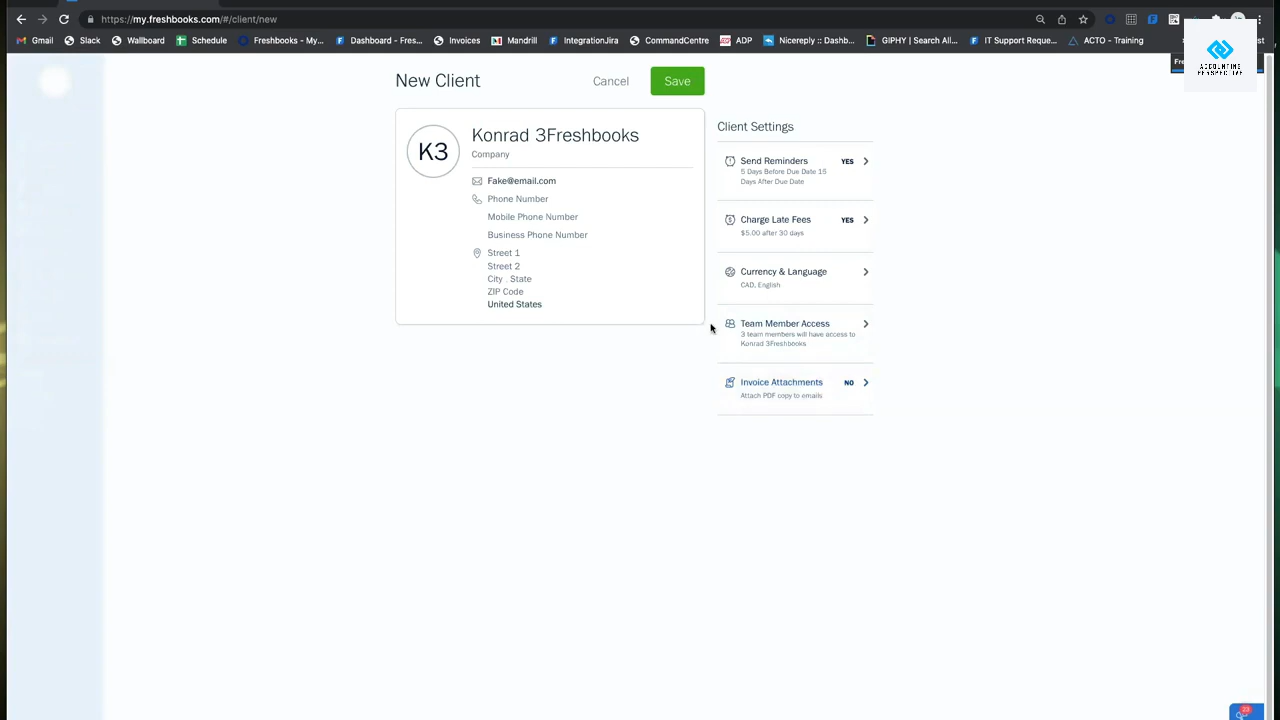 https://my.freshbooks.com/#/client/new
Gmail Slack Wallboard Schedule Freshbooks - My... Dashboard - Fres... Invoices Mandrill IntegrationJira CommandCentre ADP Nicereply :: Dashb... GIPHY | Search All... IT Support Reque... ACTO - Training
ACCOUNTING
PERSPECTIVE
New Client
Cancel
Save
K3
Konrad 3Freshbooks
Company
Fake@email.com
Phone Number
Mobile Phone Number
Business Phone Number
Street 1
Street 2
City , State
ZIP Code
United States
Client Settings
Send Reminders YES
5 Days Before Due Date 15
Days After Due Date
Charge Late Fees YES
$5.00 after 30 days
Currency & Language
CAD, English
Team Member Access
3 team members will have access to
Konrad 3Freshbooks
Invoice Attachments NO
Attach PDF copy to emails